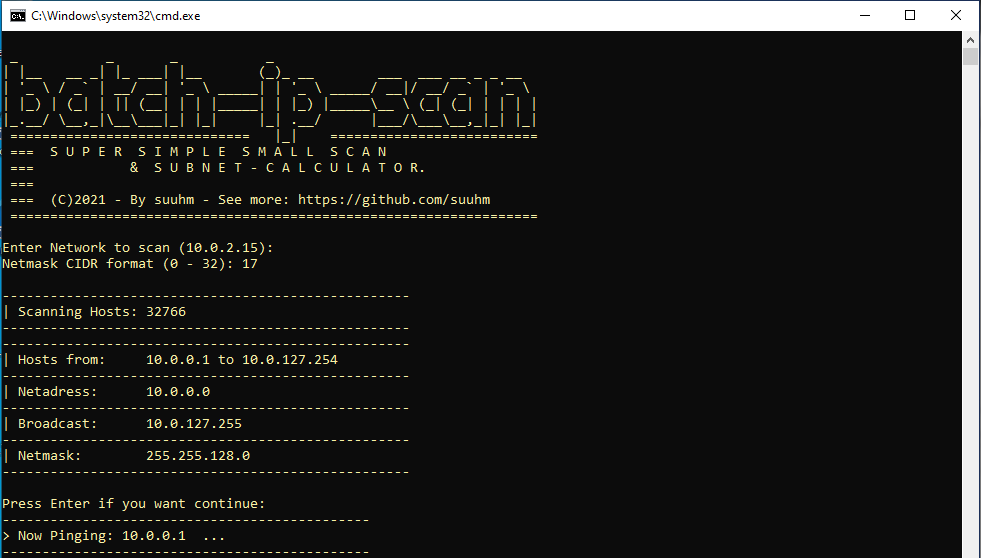 C:\Windows\system32\cmd.exe
batch-ip-scan
=== S U P E R  S I M P L E  S M A L L  S C A N
===           & S U B N E T - C A L C U L A T O R.
===
=== (C)2021 - By suuhm - See more: https://github.com/suuhm
Enter Network to scan (10.0.2.15):
Netmask CIDR format (0 - 32): 17
| Scanning Hosts: 32766
| Hosts from:     10.0.0.1 to 10.0.127.254
| Netadress:      10.0.0.0
| Broadcast:      10.0.127.255
| Netmask:        255.255.128.0
Press Enter if you want continue:
> Now Pinging: 10.0.0.1  ...